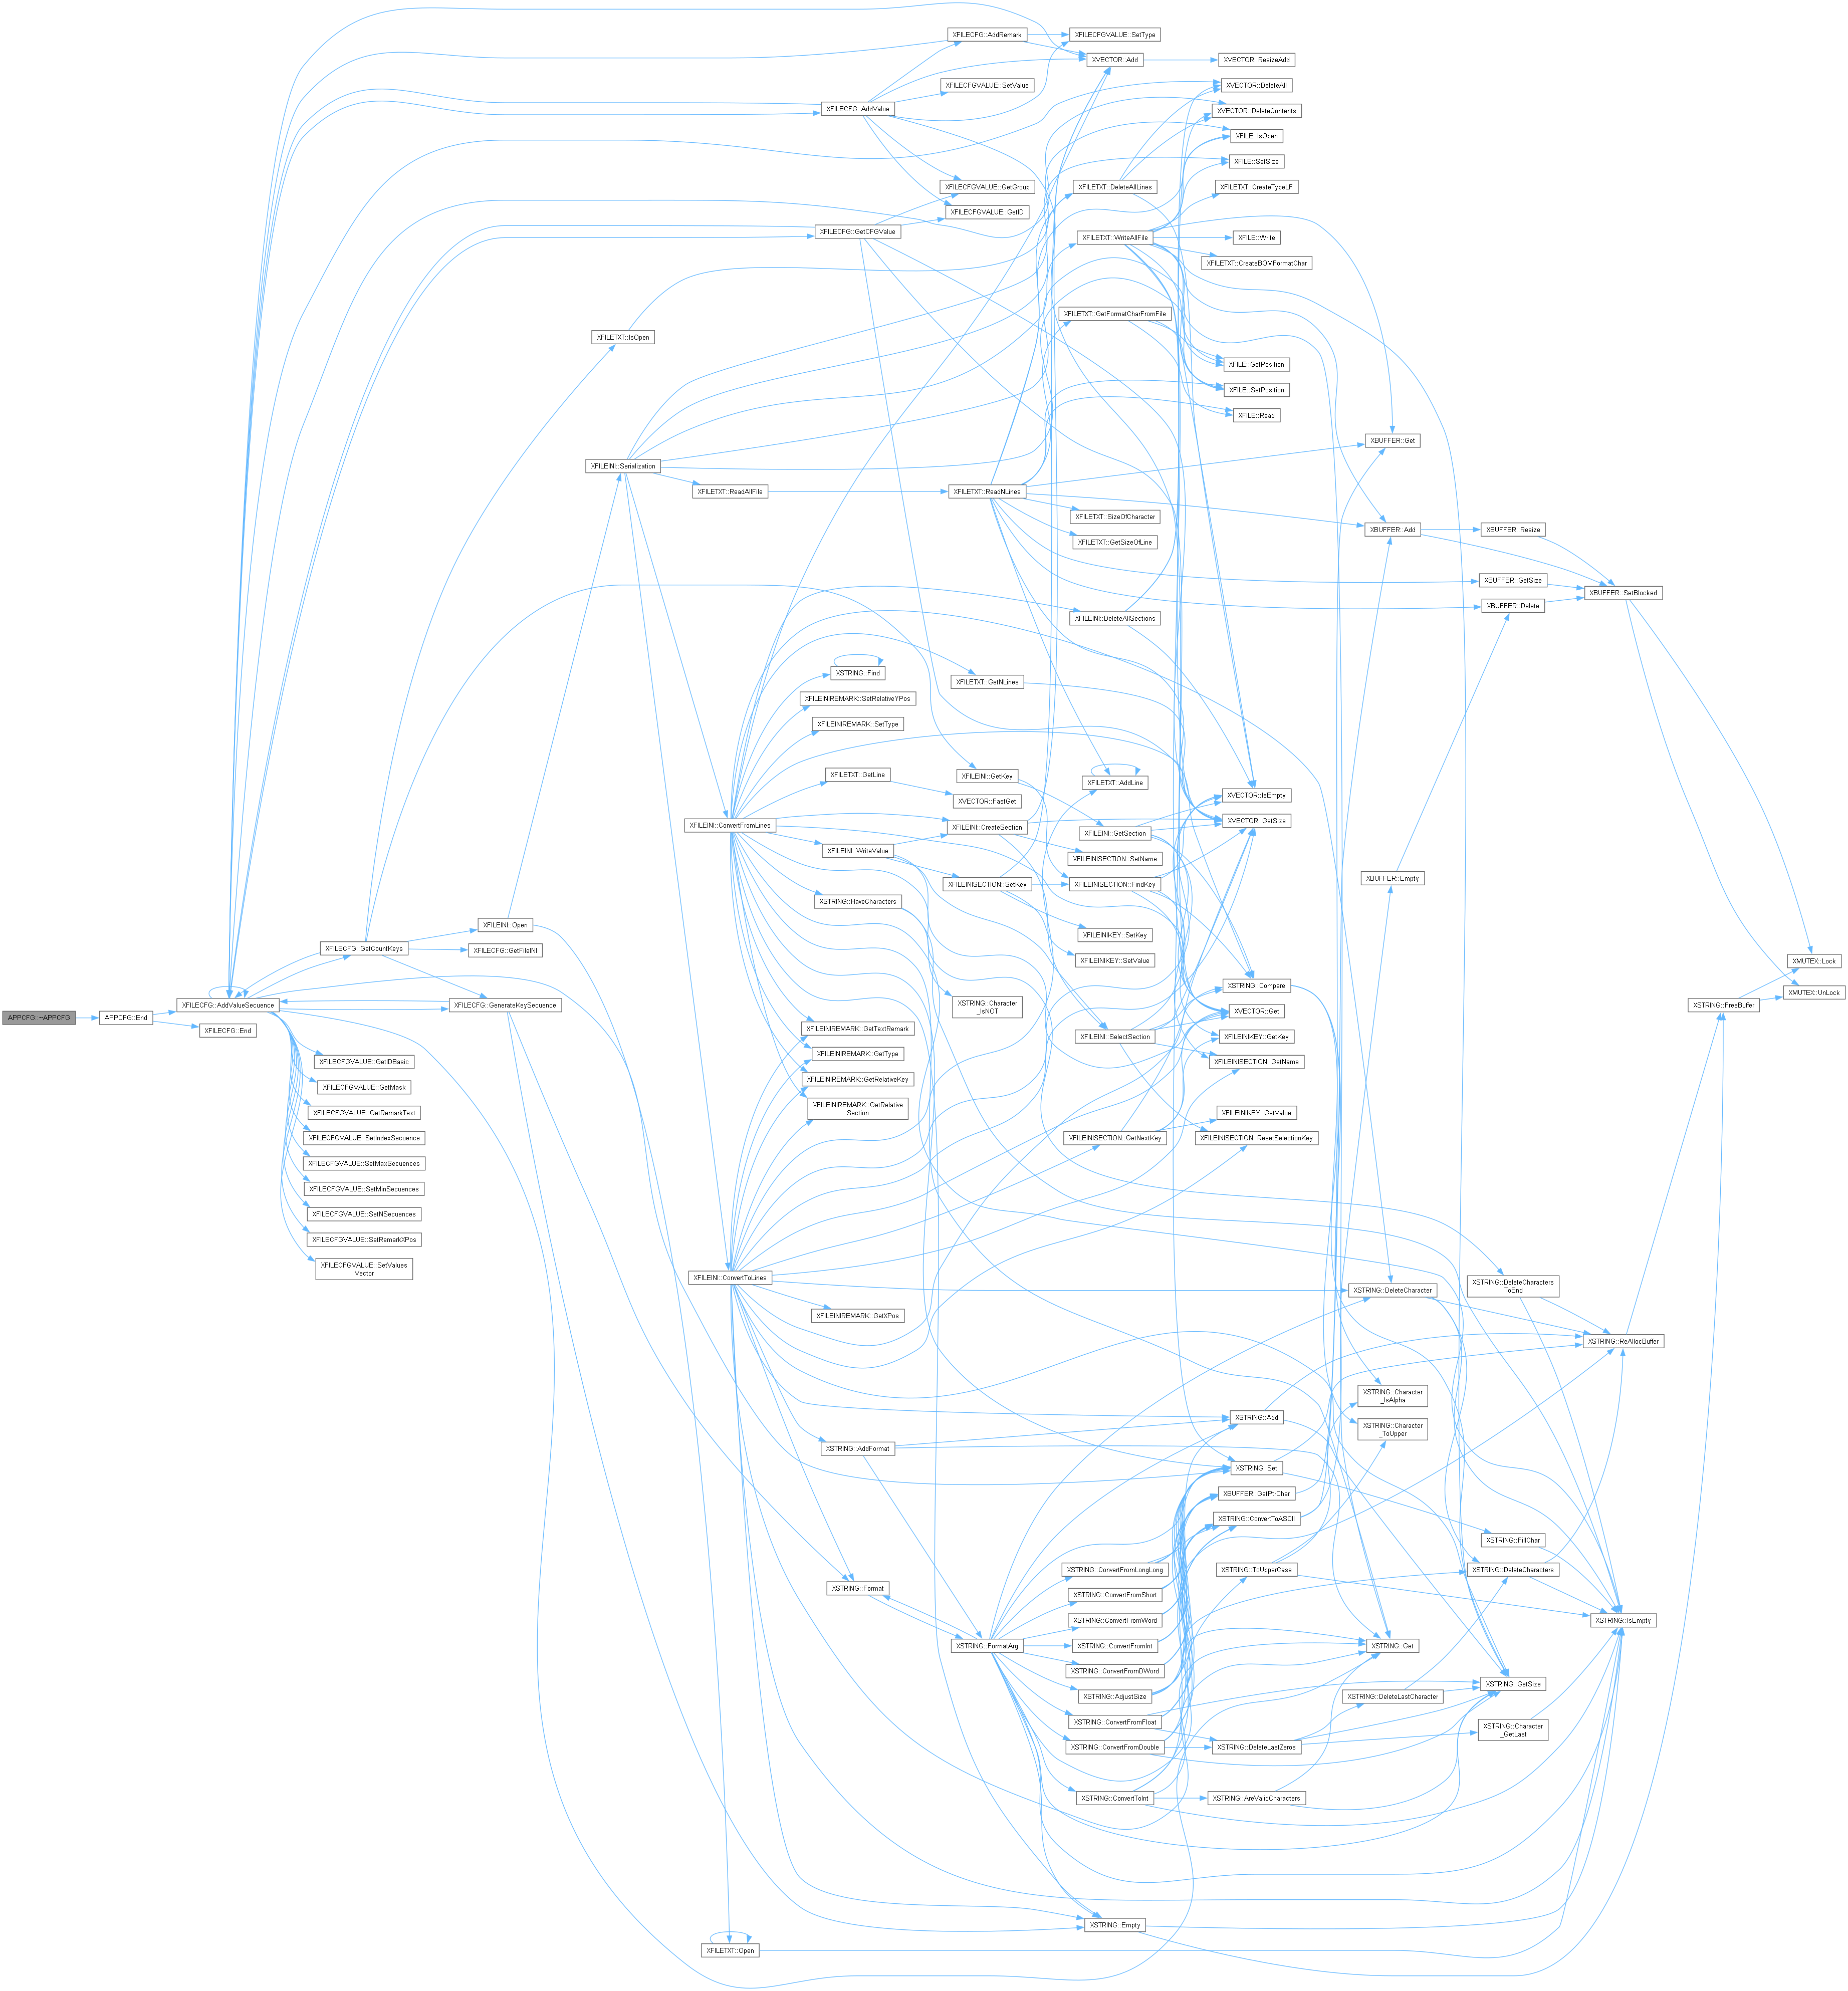 XFILECFG::AddRemark
XFILECFGVALUE::SetType
XVECTOR::Add
XVECTOR::ResizeAdd
XFILECFGVALUE::SetValue
XVECTOR::DeleteAll
XFILECFG::AddValue
XVECTOR::DeleteContents
XFILE::IsOpen
XFILE::SetSize
XFILECFGVALUE::GetGroup
XFILETXT::DeleteAllLines
XFILETXT::CreateTypeLF
XFILECFGVALUE::GetID
XFILECFG::GetCFGValue
XFILETXT::WriteAllFile
XFILE::Write
XFILETXT::CreateBOMFormatChar
XFILETXT::GetFormatCharFromFile
XFILETXT::IsOpen
XFILE::GetPosition
XFILE::SetPosition
XFILE::Read
XBUFFER::Get
XFILEINI::Serialization
XFILETXT::ReadAllFile
XFILETXT::ReadNLines
XFILETXT::SizeOfCharacter
XBUFFER::Add
XBUFFER::Resize
XFILETXT::GetSizeOfLine
XBUFFER::GetSize
XBUFFER::SetBlocked
XBUFFER::Delete
XFILEINI::DeleteAllSections
XSTRING::Find
XFILETXT::GetNLines
XFILEINIREMARK::SetRelativeYPos
XFILEINIREMARK::SetType
XFILETXT::GetLine
XFILEINI::GetKey
XFILETXT::AddLine
XVECTOR::FastGet
XVECTOR::IsEmpty
XFILEINI::ConvertFromLines
XFILEINI::CreateSection
XFILEINI::GetSection
XVECTOR::GetSize
XFILEINI::WriteValue
XFILEINISECTION::SetName
XBUFFER::Empty
XFILEINISECTION::SetKey
XFILEINISECTION::FindKey
XSTRING::HaveCharacters
XFILEINI::Open
XFILEINIKEY::SetKey
XFILECFG::GetCountKeys
XFILECFG::GetFileINI
XFILEINIKEY::SetValue
XMUTEX::Lock
XSTRING::Compare
XMUTEX::UnLock
XFILECFG::AddValueSecuence
XFILECFG::GenerateKeySecuence
XSTRING::Character
_IsNOT
XSTRING::FreeBuffer
XVECTOR::Get
APPCFG::~APPCFG
APPCFG::End
XFILECFG::End
XFILEINIREMARK::GetTextRemark
XFILEINI::SelectSection
XFILEINIKEY::GetKey
XFILEINIREMARK::GetType
XFILEINISECTION::GetName
XFILECFGVALUE::GetIDBasic
XFILEINIREMARK::GetRelativeKey
XFILECFGVALUE::GetMask
XFILEINIREMARK::GetRelative
Section
XFILECFGVALUE::GetRemarkText
XFILEINIKEY::GetValue
XFILECFGVALUE::SetIndexSecuence
XFILEINISECTION::GetNextKey
XFILEINISECTION::ResetSelectionKey
XFILECFGVALUE::SetMaxSecuences
XFILECFGVALUE::SetMinSecuences
XFILECFGVALUE::SetNSecuences
XFILECFGVALUE::SetRemarkXPos
XFILECFGVALUE::SetValues
Vector
XFILEINI::ConvertToLines
XSTRING::DeleteCharacter
XSTRING::DeleteCharacters
ToEnd
XFILEINIREMARK::GetXPos
XSTRING::ReAllocBuffer
XSTRING::Character
_IsAlpha
XSTRING::Add
XSTRING::Character
_ToUpper
XSTRING::AddFormat
XSTRING::Set
XBUFFER::GetPtrChar
XSTRING::ConvertToASCII
XSTRING::FillChar
XSTRING::ConvertFromLongLong
XSTRING::ToUpperCase
XSTRING::DeleteCharacters
XSTRING::Format
XSTRING::ConvertFromShort
XSTRING::ConvertFromWord
XSTRING::IsEmpty
XSTRING::FormatArg
XSTRING::ConvertFromInt
XSTRING::Get
XSTRING::ConvertFromDWord
XSTRING::GetSize
XSTRING::AdjustSize
XSTRING::DeleteLastCharacter
XSTRING::ConvertFromFloat
XSTRING::Character
_GetLast
XSTRING::ConvertFromDouble
XSTRING::DeleteLastZeros
XSTRING::ConvertToInt
XSTRING::AreValidCharacters
XSTRING::Empty
XFILETXT::Open